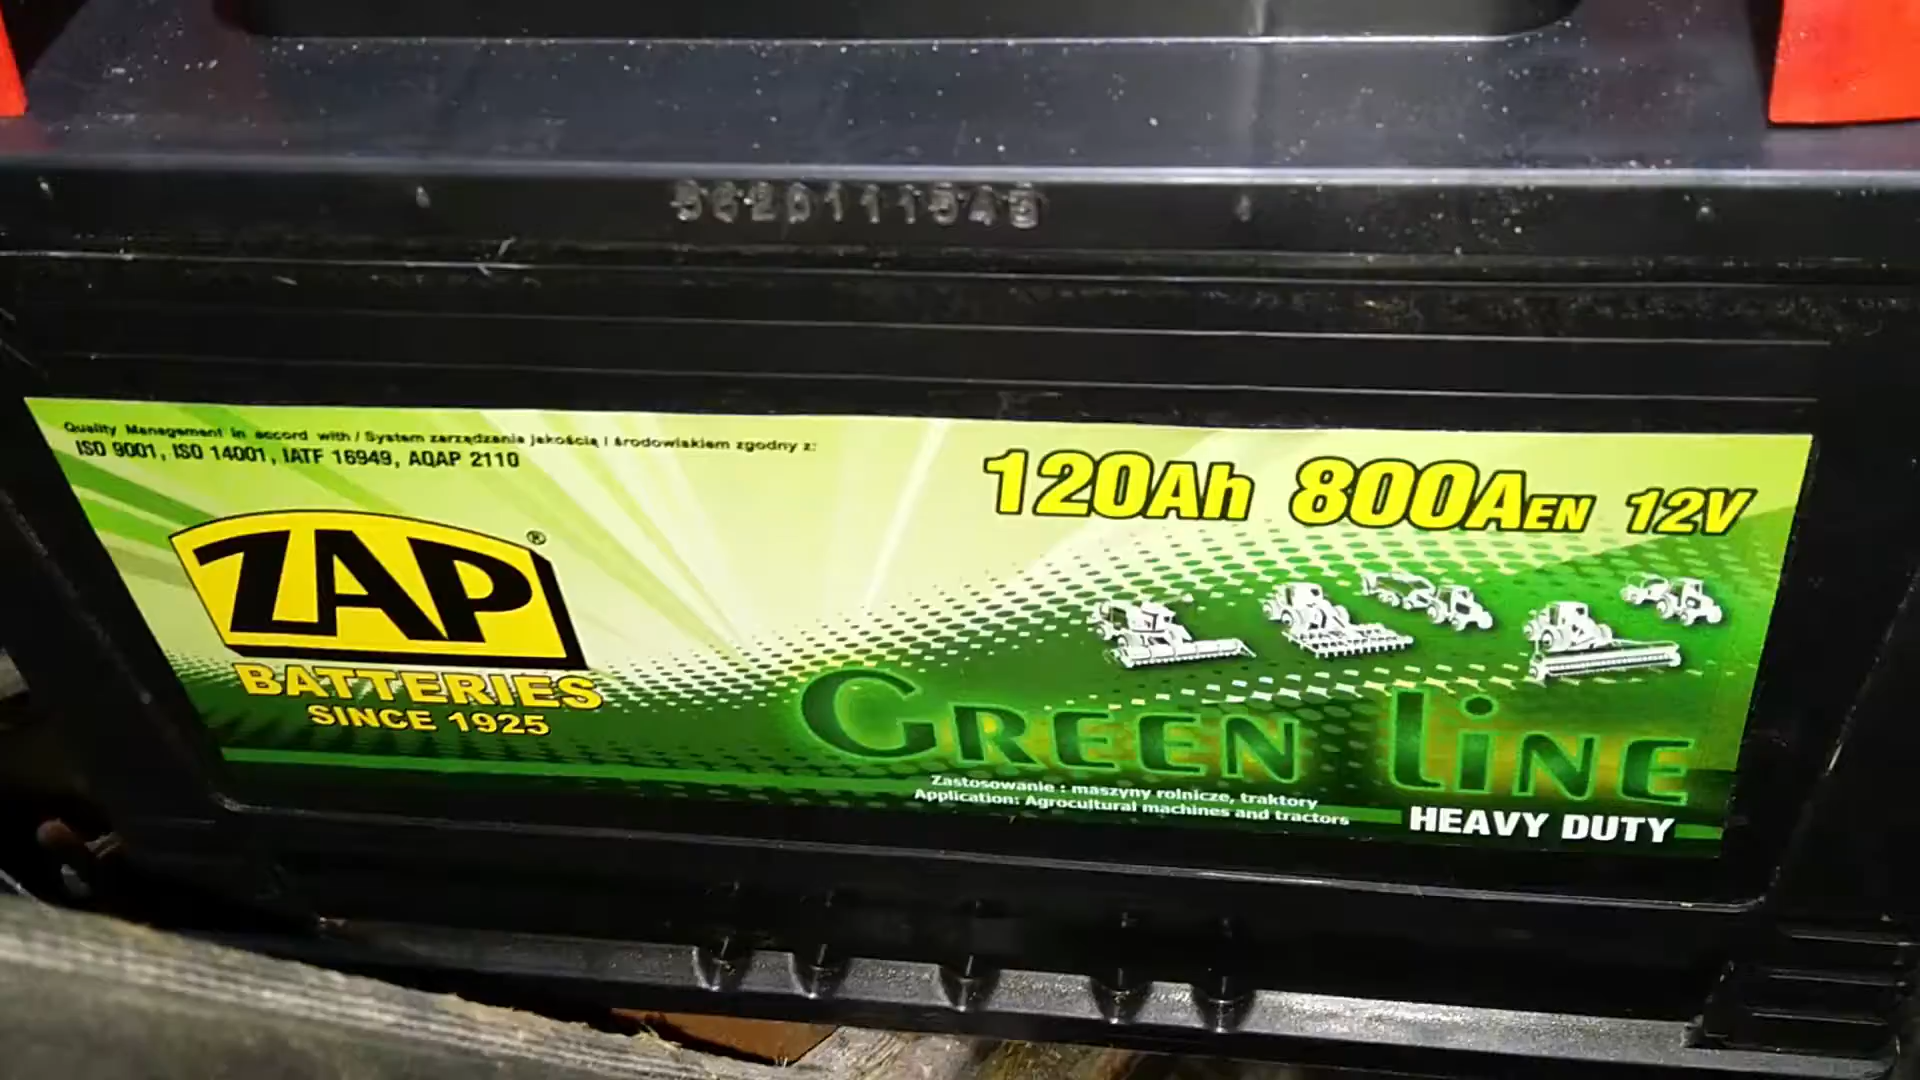 Quality Management in accord with / System zarządzania jakością i środowiskiem zgodny z:
ISO 9001, ISO 14001, IATF 16949, AQAP 2110
120Ah 800AEN 12V
ZAP®
BATTERIES
SINCE 1925
GREEN LINE
Zastosowanie : maszyny rolnicze, traktory
Application: Agrocultural machines and tractors
HEAVY DUTY